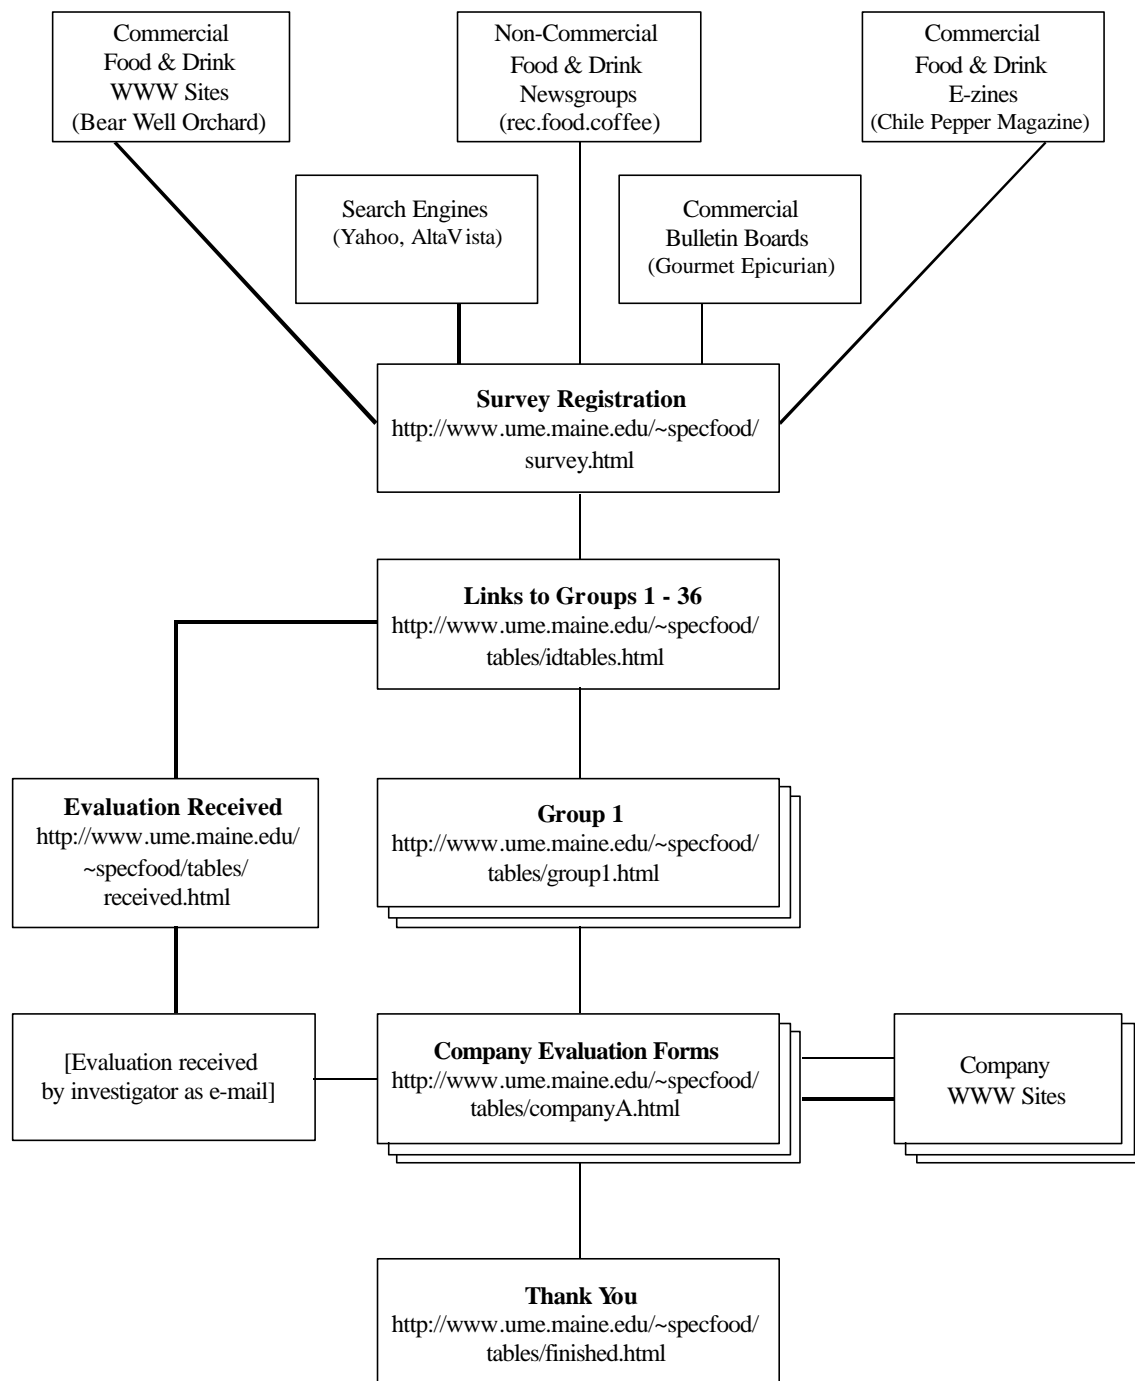 Commercial
Food & Drink
WWW Sites
(Bear Well Orchard)
Non-Commercial
Food & Drink
Newsgroups
(rec.food.coffee)
Commercial
Food & Drink
E-zines
(Chile Pepper Magazine)
Search Engines
(Yahoo, AltaVista)
Commercial
Bulletin Boards
(Gourmet Epicurian)
Survey Registration
http://www.ume.maine.edu/~specfood/
survey.html
Links to Groups 1 - 36
http://www.ume.maine.edu/~specfood/
tables/idtables.html
Evaluation Received
http://www.ume.maine.edu/
~specfood/tables/
received.html
Group 1
http://www.ume.maine.edu/~specfood/
tables/group1.html
[Evaluation received
by investigator as e-mail]
Company Evaluation Forms
http://www.ume.maine.edu/~specfood/
tables/companyA.html
Company
WWW Sites
Thank You
http://www.ume.maine.edu/~specfood/
tables/finished.html